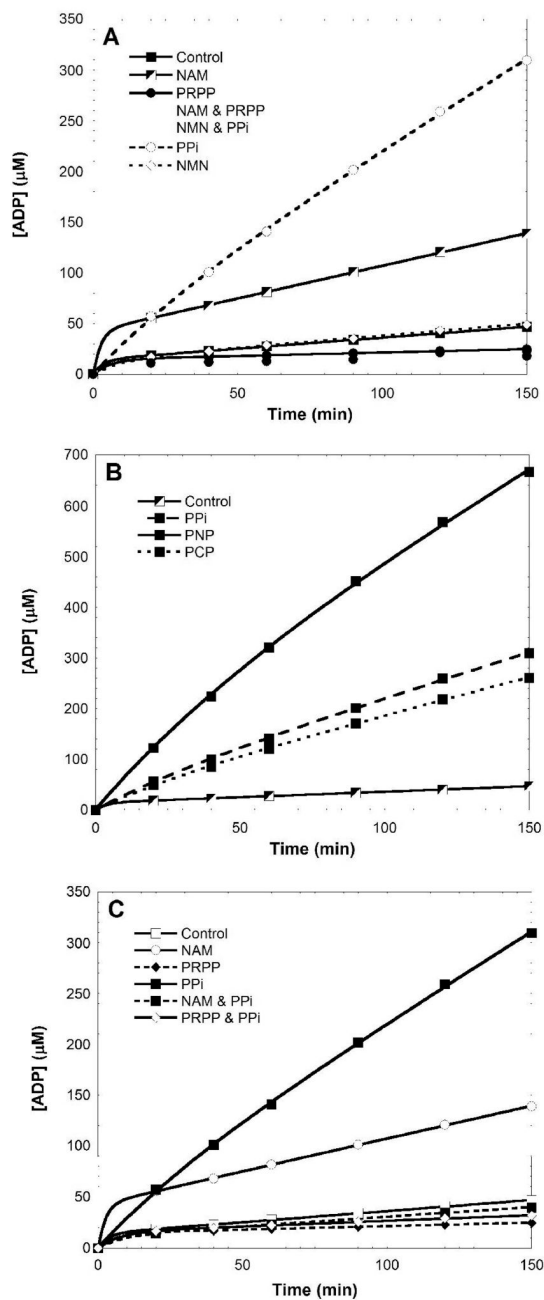 A
350
300
250
200
150
100
50
0
[ADP] (µM)
Control
NAM
PRPP
NAM & PRPP
NMN & PPi
PPi
NMN
0
50
100
150
Time (min)
B
700
600
500
400
300
200
100
0
[ADP] (µM)
Control
PPi
PNP
PCP
0
50
100
150
Time (min)
C
350
300
250
200
150
100
50
0
[ADP] (µM)
Control
NAM
PRPP
PPi
NAM & PPi
PRPP & PPi
0
50
100
150
Time (min)